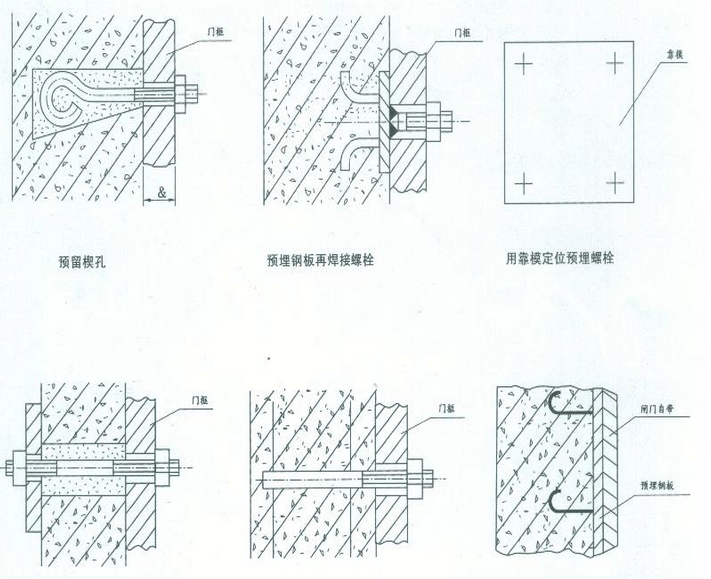 门框
门框
靠模
&
预留楔孔
预埋钢板再焊接螺栓
用靠模定位预埋螺栓
门框
门框
闸门自带
预埋钢板